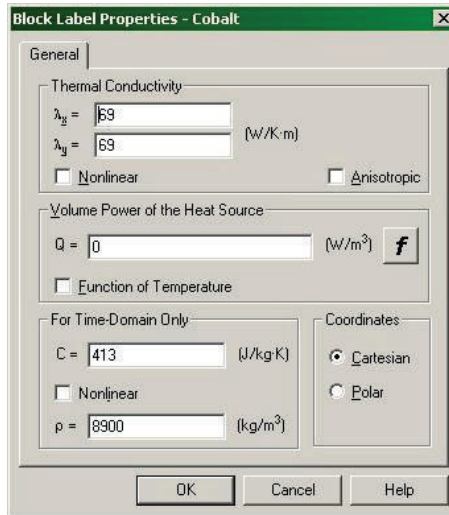 Block Label Properties - Cobalt
General
Thermal Conductivity
λx = 69
(W/K·m)
λy = 69
Nonlinear
Anisotropic
Volume Power of the Heat Source
Q = 0 (W/m³) f
Function of Temperature
For Time-Domain Only
Coordinates
C = 413 (J/kg·K)
Cartesian
Nonlinear
Polar
ρ = 8900 (kg/m³)
OK Cancel Help